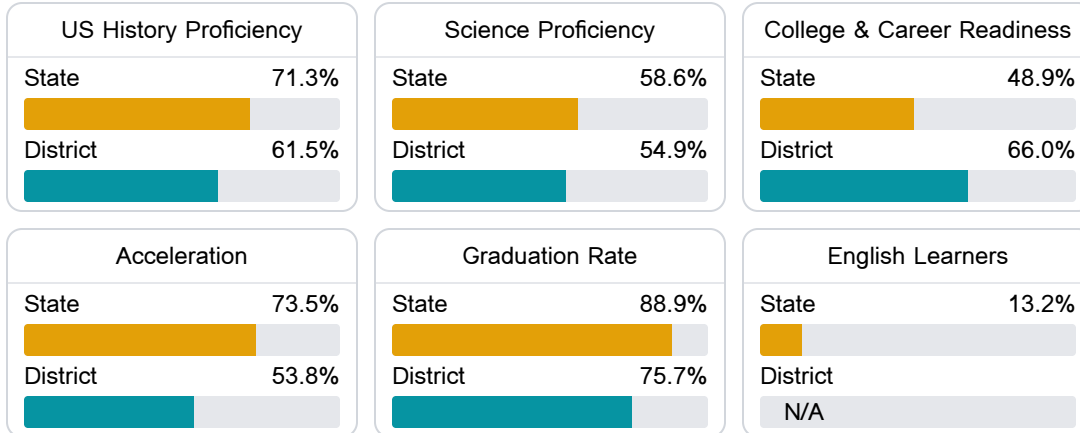 US History Proficiency
State 71.3%
District 61.5%
Science Proficiency
State 58.6%
District 54.9%
College & Career Readiness
State 48.9%
District 66.0%
Acceleration
State 73.5%
District 53.8%
Graduation Rate
State 88.9%
District 75.7%
English Learners
State 13.2%
District
N/A